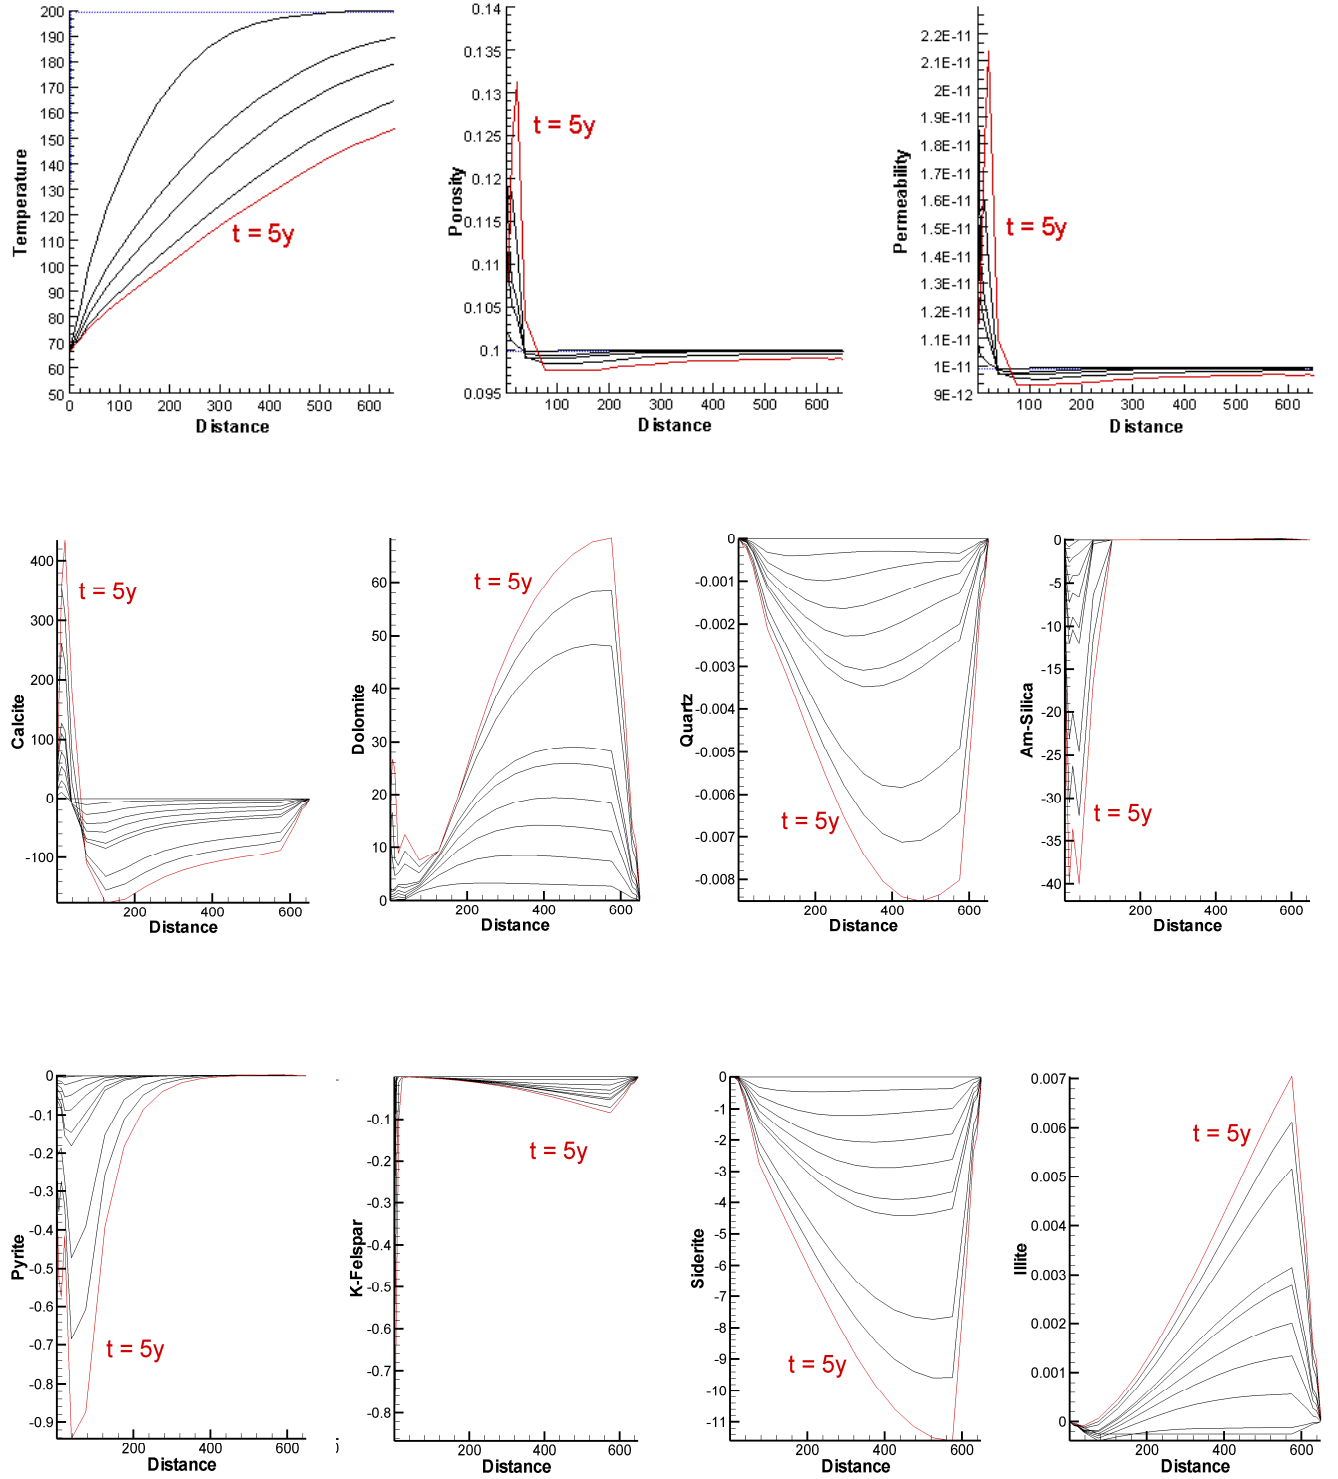 200
190
180
170
160
150
140
130
120
110
100
90
80
70
60
50
0 100 200 300 400 500 600
Temperature
Distance
t = 5y
0.14
0.135
0.13
0.125
0.12
0.115
0.11
0.105
0.1
0.095
100 200 300 400 500 600
Porosity
Distance
t = 5y
2.2E-11
2.1E-11
2E-11
1.9E-11
1.8E-11
1.7E-11
1.6E-11
1.5E-11
1.4E-11
1.3E-11
1.2E-11
1.1E-11
1E-11
9E-12
100 200 300 400 500 600
Permeability
Distance
t = 5y
400
300
200
100
0
-100
200 400 600
Calcite
Distance
t = 5y
60
50
40
30
20
10
0
200 400 600
Dolomite
Distance
t = 5y
0
-0.001
-0.002
-0.003
-0.004
-0.005
-0.006
-0.007
-0.008
200 400 600
Quartz
Distance
t = 5y
0
-5
-10
-15
-20
-25
-30
-35
-40
200 400 600
Am-Silica
Distance
t = 5y
0
-0.1
-0.2
-0.3
-0.4
-0.5
-0.6
-0.7
-0.8
-0.9
200 400 600
Pyrite
Distance
t = 5y
-0.1
-0.2
-0.3
-0.4
-0.5
-0.6
-0.7
-0.8
200 400 600
K-Felspar
Distance
t = 5y
0
-1
-2
-3
-4
-5
-6
-7
-8
-9
-10
-11
200 400 600
Siderite
Distance
t = 5y
0.007
0.006
0.005
0.004
0.003
0.002
0.001
0
200 400 600
Illite
Distance
t = 5y